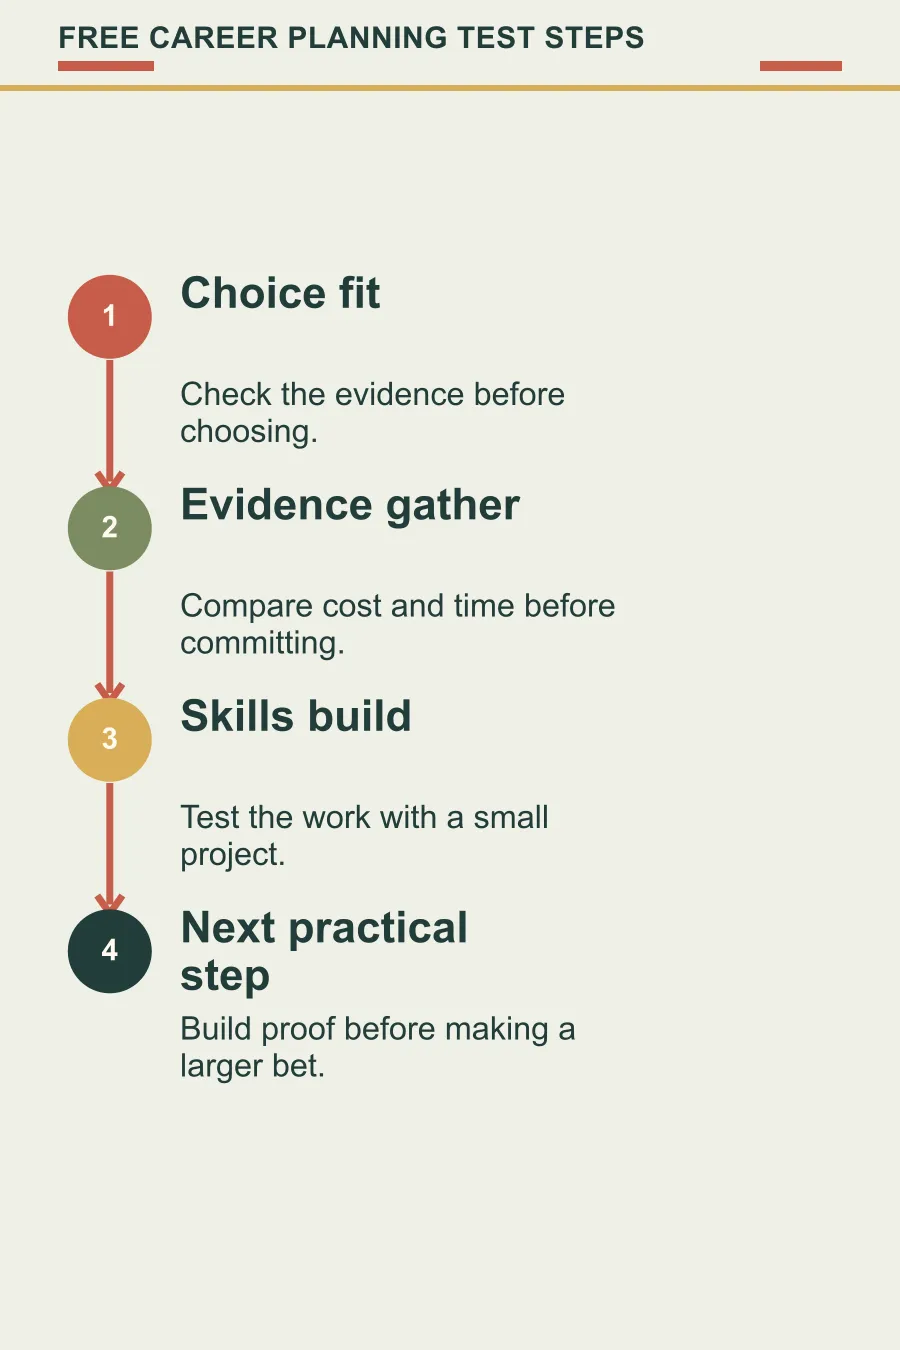 FREE CAREER PLANNING TEST STEPS
1
Choice fit
Check the evidence before
choosing.
2
Evidence gather
Compare cost and time before
committing.
3
Skills build
Test the work with a small
project.
4
Next practical
step
Build proof before making a
larger bet.